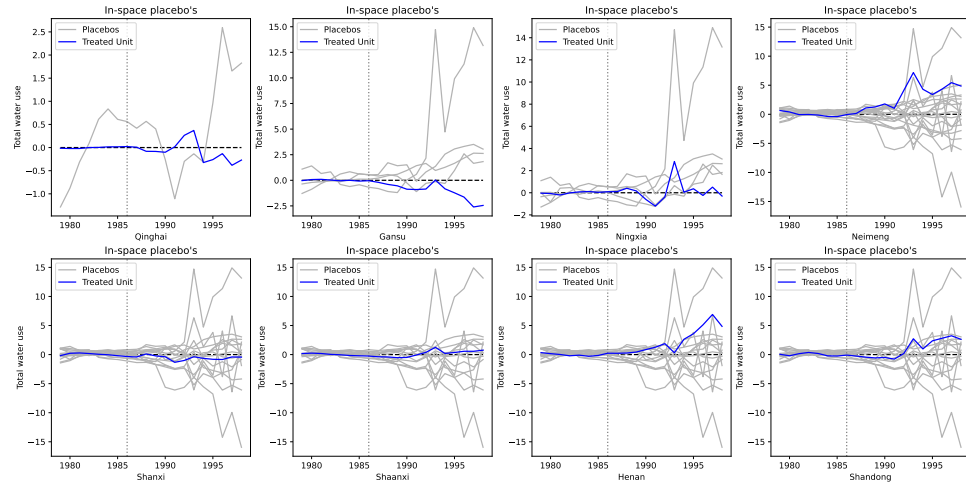 In-space placebo's
Placebos
Treated Unit
Total water use
2.5
2.0
1.5
1.0
0.5
0.0
−0.5
−1.0
1980
1985
1990
1995
Qinghai
In-space placebo's
Placebos
Treated Unit
Total water use
15.0
12.5
10.0
7.5
5.0
2.5
0.0
−2.5
1980
1985
1990
1995
Gansu
In-space placebo's
Placebos
Treated Unit
Total water use
14
12
10
8
6
4
2
0
−2
1980
1985
1990
1995
Ningxia
In-space placebo's
Placebos
Treated Unit
Total water use
15
10
5
0
−5
−10
−15
1980
1985
1990
1995
Neimeng
In-space placebo's
Placebos
Treated Unit
Total water use
15
10
5
0
−5
−10
−15
1980
1985
1990
1995
Shanxi
In-space placebo's
Placebos
Treated Unit
Total water use
15
10
5
0
−5
−10
−15
1980
1985
1990
1995
Shaanxi
In-space placebo's
Placebos
Treated Unit
Total water use
15
10
5
0
−5
−10
−15
1980
1985
1990
1995
Henan
In-space placebo's
Placebos
Treated Unit
Total water use
15
10
5
0
−5
−10
−15
1980
1985
1990
1995
Shandong